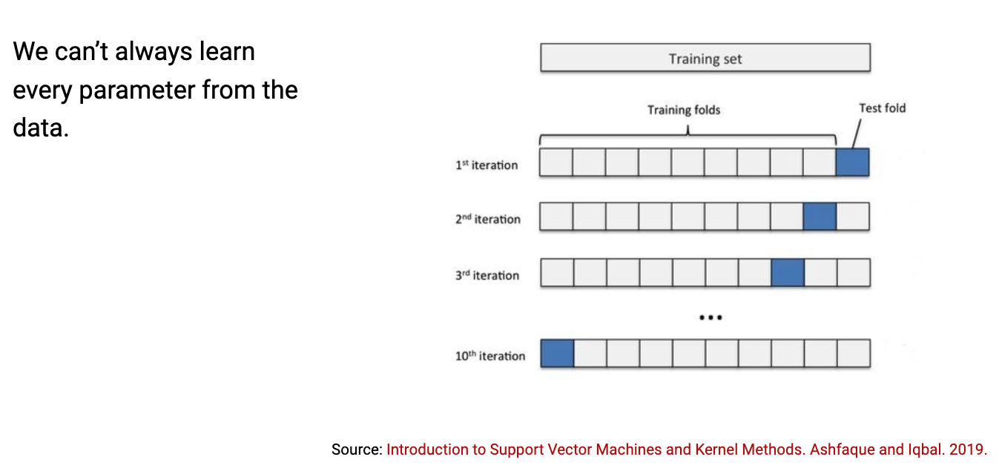 We can’t always learn
every parameter from the
data.
Training set
Training folds
Test fold
1st iteration
2nd iteration
3rd iteration
...
10th iteration
Source: Introduction to Support Vector Machines and Kernel Methods. Ashfaque and Iqbal. 2019.